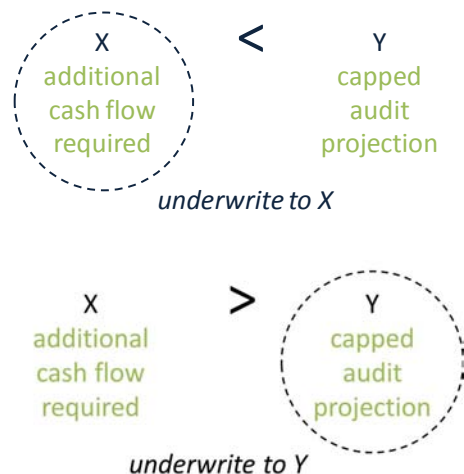 X < Y
additional capped
cash flow audit
required projection
underwrite to X
X > Y
additional capped
cash flow audit
required projection
underwrite to Y